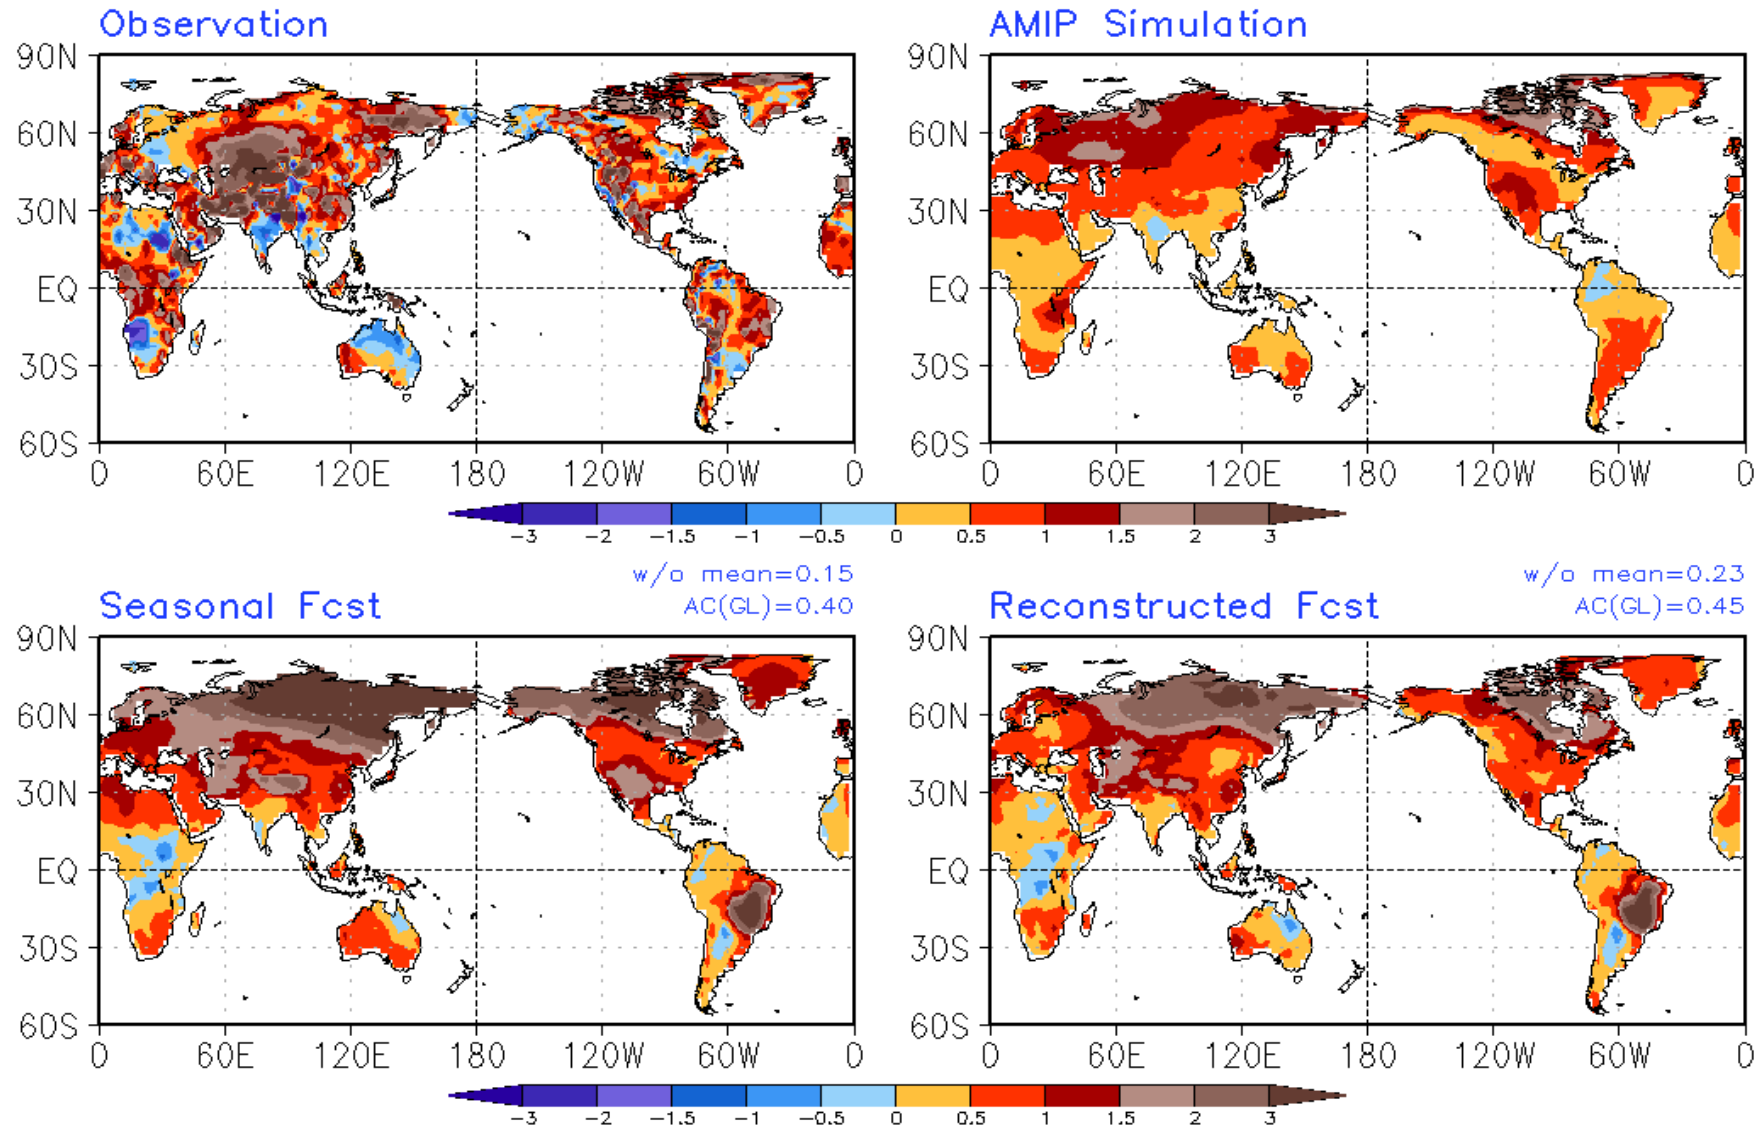 Observation
AMIP Simulation
90N
60N
30N
EQ
30S
60S
0 60E 120E 180 120W 60W 0
90N
60N
30N
EQ
30S
60S
0 60E 120E 180 120W 60W 0
-3 -2 -1.5 -1 -0.5 0 0.5 1 1.5 2 3
w/o mean=0.15
Seasonal Fcst
AC(GL)=0.40
w/o mean=0.23
Reconstructed Fcst
AC(GL)=0.45
90N
60N
30N
EQ
30S
60S
0 60E 120E 180 120W 60W 0
90N
60N
30N
EQ
30S
60S
0 60E 120E 180 120W 60W 0
-3 -2 -1.5 -1 -0.5 0 0.5 1 1.5 2 3